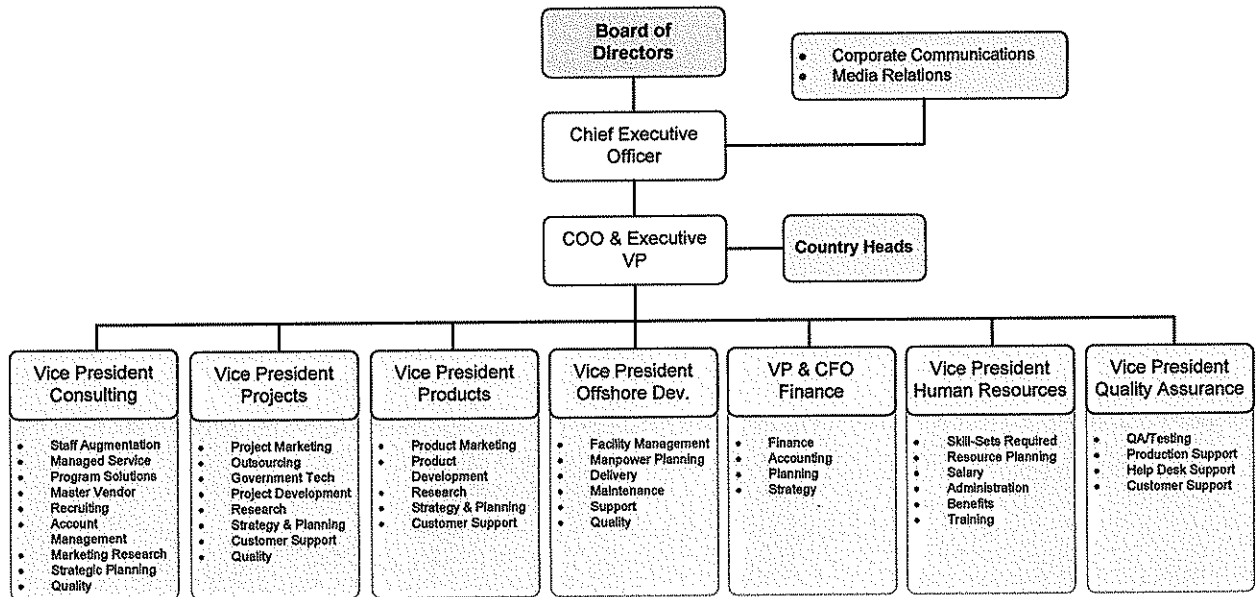 Board of
Directors
• Corporate Communications
• Media Relations
Chief Executive
Officer
COO & Executive
VP
Country Heads
Vice President
Consulting
• Staff Augmentation
• Managed Service
• Program Solutions
• Master Vendor
• Recruiting
• Account
Management
• Marketing Research
• Strategic Planning
• Quality
Vice President
Projects
• Project Marketing
• Outsourcing
• Government Tech
• Project Development
• Research
• Strategy & Planning
• Customer Support
• Quality
Vice President
Products
• Product Marketing
• Product
Development
• Research
• Strategy & Planning
• Customer Support
Vice President
Offshore Dev.
• Facility Management
• Manpower Planning
• Delivery
• Maintenance
• Support
• Quality
VP & CFO
Finance
• Finance
• Accounting
• Planning
• Strategy
Vice President
Human Resources
• Skill-Sets Required
• Resource Planning
• Salary
• Administration
• Benefits
• Training
Vice President
Quality Assurance
• QA/Testing
• Production Support
• Help Desk Support
• Customer Support